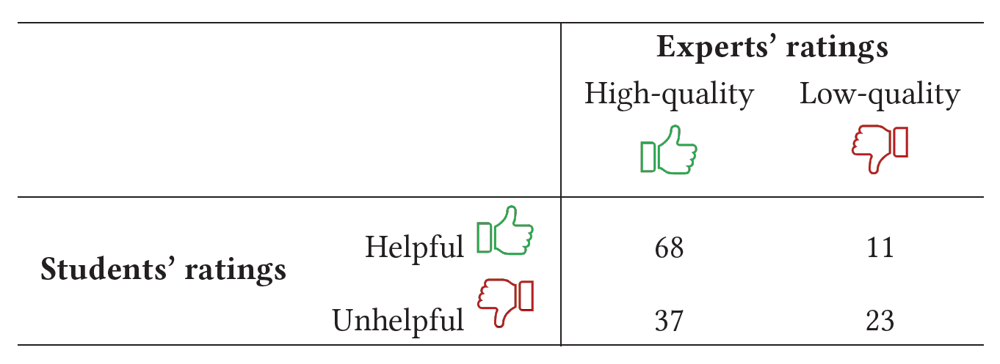 Experts’ ratings
High-quality Low-quality
Helpful 68 11
Students’ ratings
Unhelpful 37 23